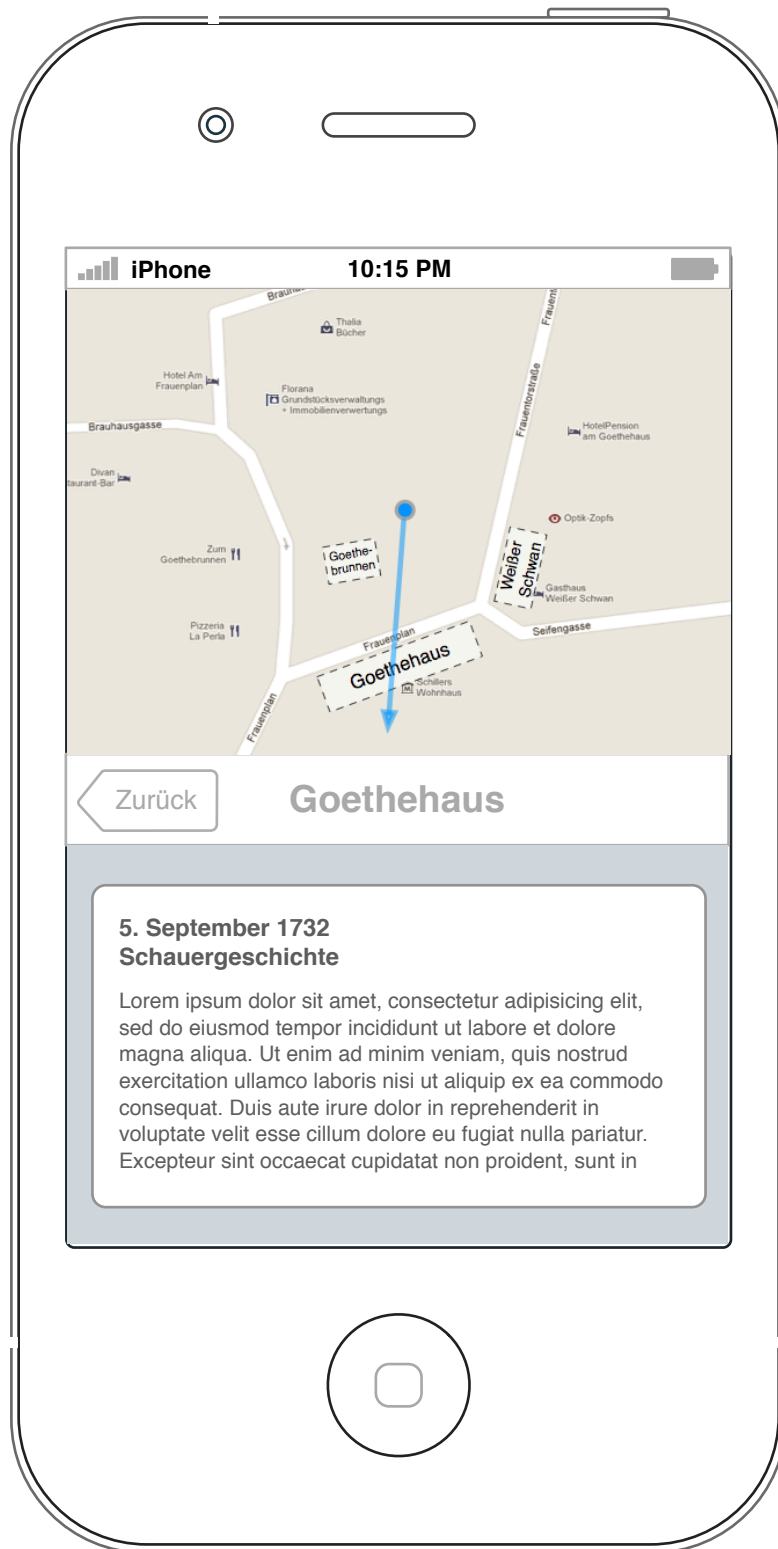 iPhone
10:15 PM
Thalia
Bücher
Hotel Am
Frauenplan
Florana
Grundstücksverwaltungs
+ Immobilienverwertungs
Brauhausgasse
Frauentorstraße
HotelPension
am Goethehaus
Divan
taurant-Bar
Optik-Zopfs
Zum
Goethebrunnen
Goethe-
brunnen
Weißer
Schwan
Gasthaus
Weißer Schwan
Pizzeria
La Perla
Frauenplan
Seifengasse
Goethehaus
Schillers
Wohnhaus
Frauenplan
Zurück
Goethehaus
5. September 1732
Schauergeschichte
Lorem ipsum dolor sit amet, consectetur adipisicing elit,
sed do eiusmod tempor incididunt ut labore et dolore
magna aliqua. Ut enim ad minim veniam, quis nostrud
exercitation ullamco laboris nisi ut aliquip ex ea commodo
consequat. Duis aute irure dolor in reprehenderit in
voluptate velit esse cillum dolore eu fugiat nulla pariatur.
Excepteur sint occaecat cupidatat non proident, sunt in